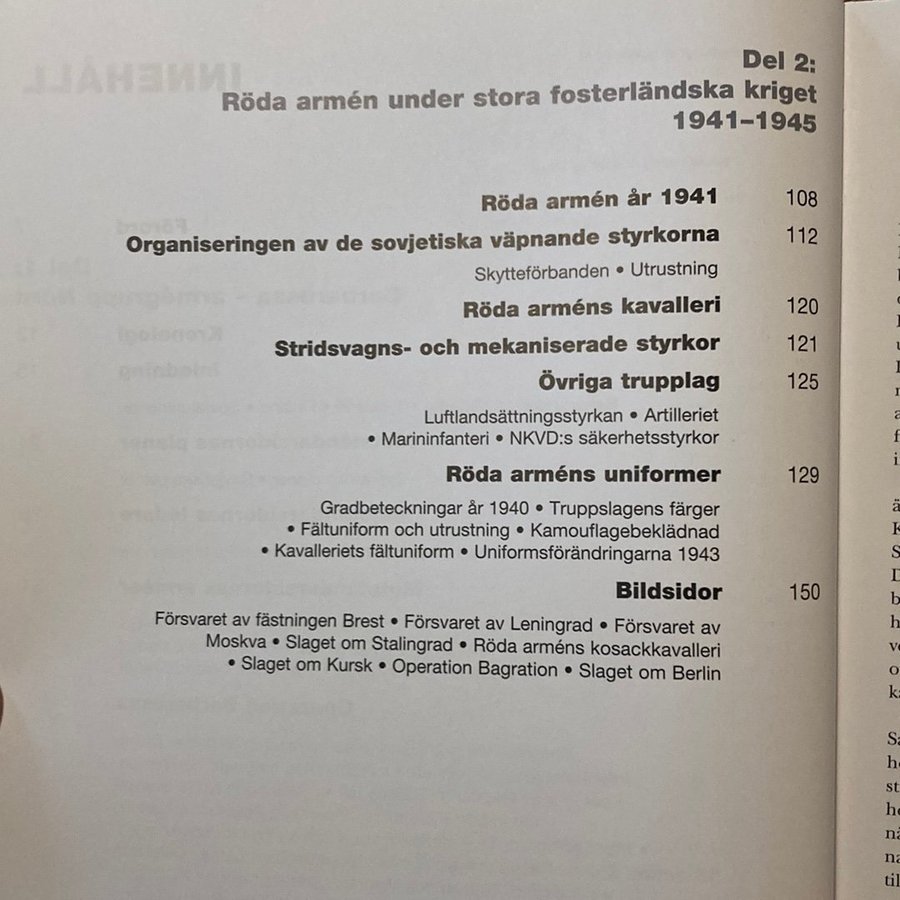 Del 2:
Röda armén under stora fosterländska kriget
1941–1945
Röda armén år 1941 108
Organiseringen av de sovjetiska väpnande styrkorna 112
Skytteförbanden • Utrustning
Röda arméns kavalleri 120
Stridsvagns- och mekaniserade styrkor 121
Övriga trupplag 125
Luftlandsättningsstyrkan • Artilleriet
• Marininfanteri • NKVD:s säkerhetsstyrkor
Röda arméns uniformer 129
Gradbeteckningar år 1940 • Truppslagens färger
• Fältuniform och utrustning • Kamouflagebeklädnad
• Kavalleriets fältuniform • Uniformsförändringarna 1943
Bildsidor 150
Försvaret av fästningen Brest • Försvaret av Leningrad • Försvaret av
Moskva • Slaget om Stalingrad • Röda arméns kosackkavalleri
• Slaget om Kursk • Operation Bagration • Slaget om Berlin